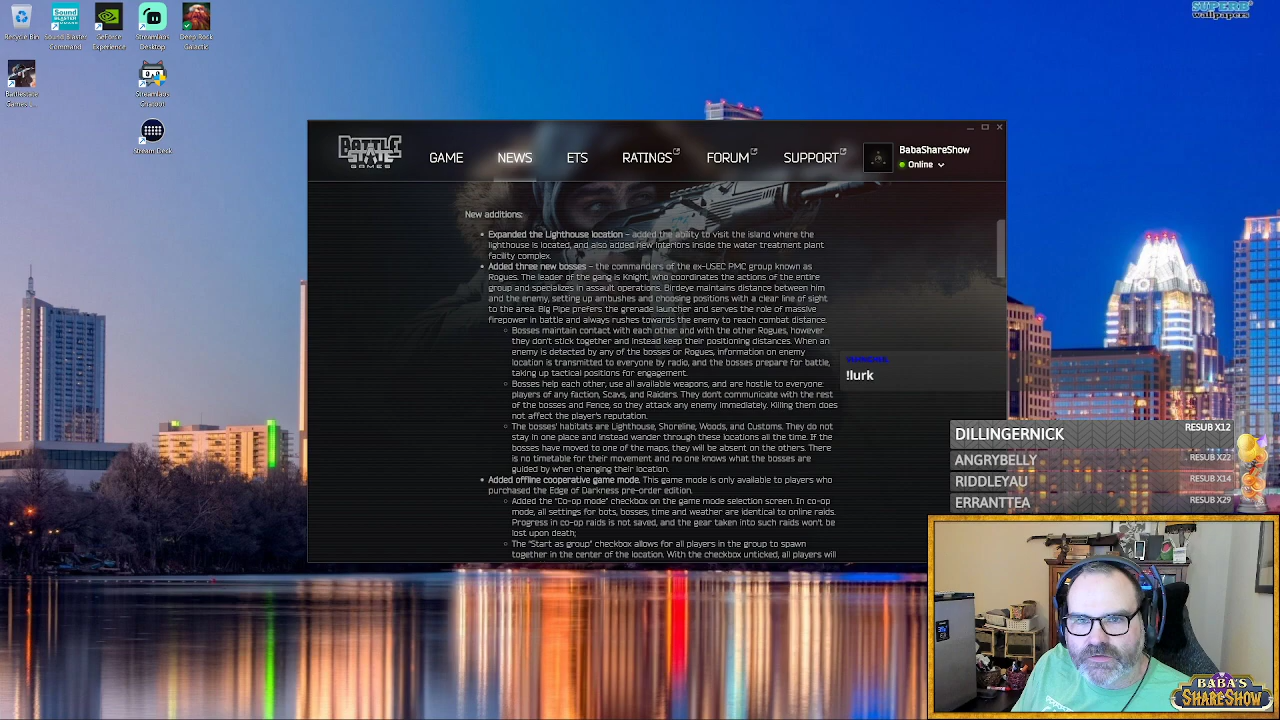 SUPERB
wallpapers
Recycle Bin
Sound Blaster
Command
GeForce
Experience
Streamlabs
Desktop
Deep Rock
Galactic
Battlestate
Games L...
Streamlabs
Chatbot
Stream Deck
BATTLE
STATE
GAMES
GAME
NEWS
ETS
RATINGS
FORUM
SUPPORT
BabaShareShow
Online
New additions:
Expanded the Lighthouse location – added the ability to visit the island where the
lighthouse is located, and also added new interiors inside the water treatment plant
facility complex.
Added three new bosses – the commanders of the ex-USEC PMC group known as
Rogues. The leader of the gang is Knight, who coordinates the actions of the entire
group and specializes in assault operations. Birdeye maintains distance between him
and the enemy, setting up ambushes and choosing positions with a clear line of sight
to the area. Big Pipe prefers the grenade launcher and serves the role of massive
firepower in battle and always rushes towards the enemy to reach combat distance.
Bosses maintain contact with each other and with the other Rogues, however
they don't stick together and instead keep their positioning distances. When an
enemy is detected by any of the bosses or Rogues, information on enemy
location is transmitted to everyone by radio, and the bosses prepare for battle,
taking up tactical positions for engagement.
Bosses help each other, use all available weapons, and are hostile to everyone:
players of any faction, Scavs, and Raiders. They don't communicate with the rest
of the bosses and Fence, so they attack any enemy immediately. Killing them does
not affect the player's reputation.
The bosses' habitats are Lighthouse, Shoreline, Woods, and Customs. They do not
stay in one place and instead wander through these locations all the time. If the
bosses have moved to one of the maps, they will be absent on the others. There
is no timetable for their movement and no one knows what the bosses are
guided by when changing their location.
Added offline cooperative game mode. This game mode is only available to players who
purchased the Edge of Darkness pre-order edition.
Added the "Co-op mode" checkbox on the game mode selection screen. In co-op
mode, all settings for bots, bosses, time and weather are identical to online raids.
Progress in co-op raids is not saved, and the gear taken into such raids won't be
lost upon death;
The "Start as group" checkbox allows for all players in the group to spawn
together in the center of the location. With the checkbox unticked, all players will
!lurk
DILLINGERNICK RESUB X12
ANGRYBELLY RESUB X22
RIDDLEYAU RESUB X14
ERRANTTEA RESUB X29
BABA'S
SHARESHOW